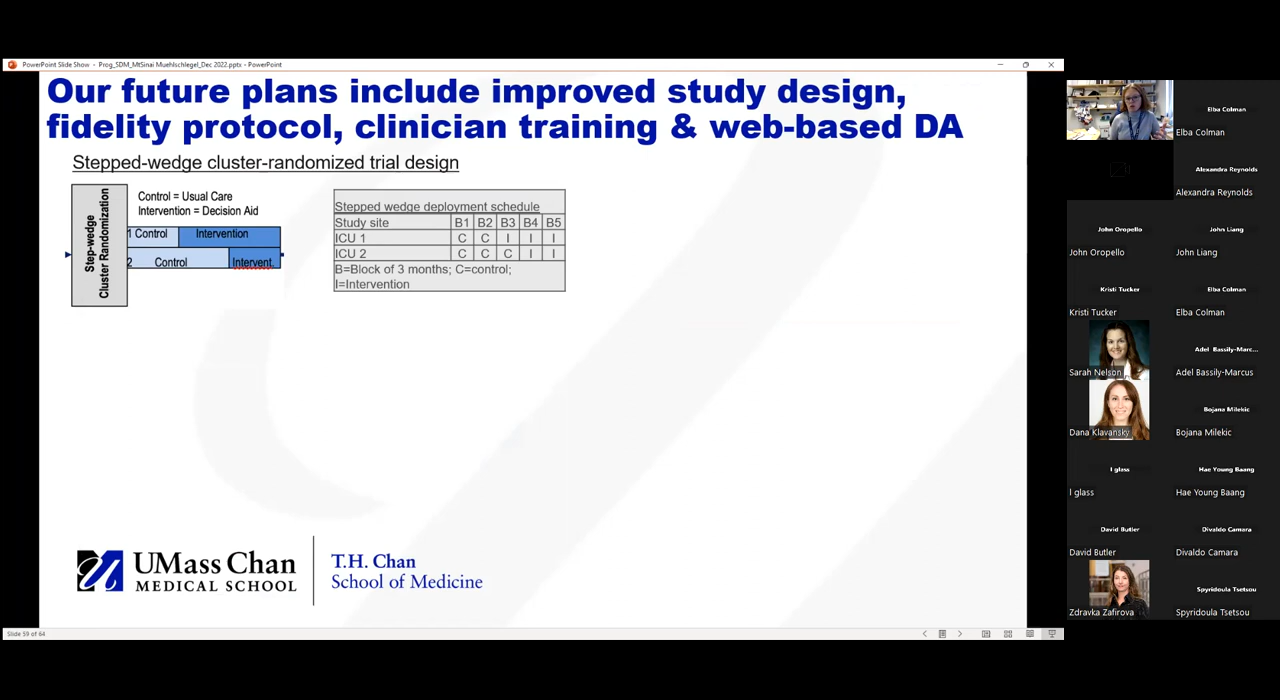 PowerPoint Slide Show - Prog_SDM_MtSinai Muehlschlegel_Dec 2022.pptx - PowerPoint
Our future plans include improved study design,
fidelity protocol, clinician training & web-based DA
Stepped-wedge cluster-randomized trial design
Step-wedge
Cluster Randomization
Control = Usual Care
Intervention = Decision Aid
1 Control Intervention
2 Control Intervent.
Stepped wedge deployment schedule
Study site B1 B2 B3 B4 B5
ICU 1 C C I I I
ICU 2 C C C I I
B=Block of 3 months; C=control;
I=Intervention
UMass Chan
MEDICAL SCHOOL
T.H. Chan
School of Medicine
Slide 59 of 64
Elba Colman
Elba Colman
Alexandra Reynolds
Alexandra Reynolds
John Oropello
John Oropello
John Liang
John Liang
Kristi Tucker
Kristi Tucker
Elba Colman
Elba Colman
Sarah Nelson
Adel Bassily-Marc...
Adel Bassily-Marcus
Dana Klavansky
Bojana Milekic
Bojana Milekic
l glass
l glass
Hae Young Baang
Hae Young Baang
David Butler
David Butler
Divaldo Camara
Divaldo Camara
Zdravka Zafirova
Spyridoula Tsetsou
Spyridoula Tsetsou